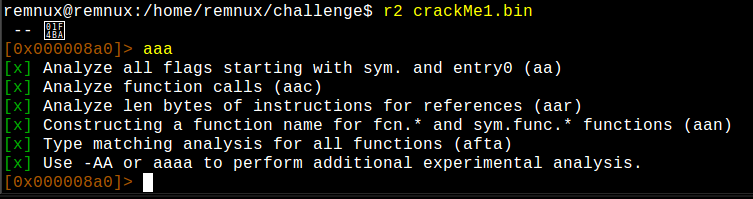 remnux@remnux:/home/remnux/challenge$ r2 crackMe1.bin
 -- 💺
[0x000008a0]> aaa
[x] Analyze all flags starting with sym. and entry0 (aa)
[x] Analyze function calls (aac)
[x] Analyze len bytes of instructions for references (aar)
[x] Constructing a function name for fcn.* and sym.func.* functions (aan)
[x] Type matching analysis for all functions (afta)
[x] Use -AA or aaaa to perform additional experimental analysis.
[0x000008a0]>